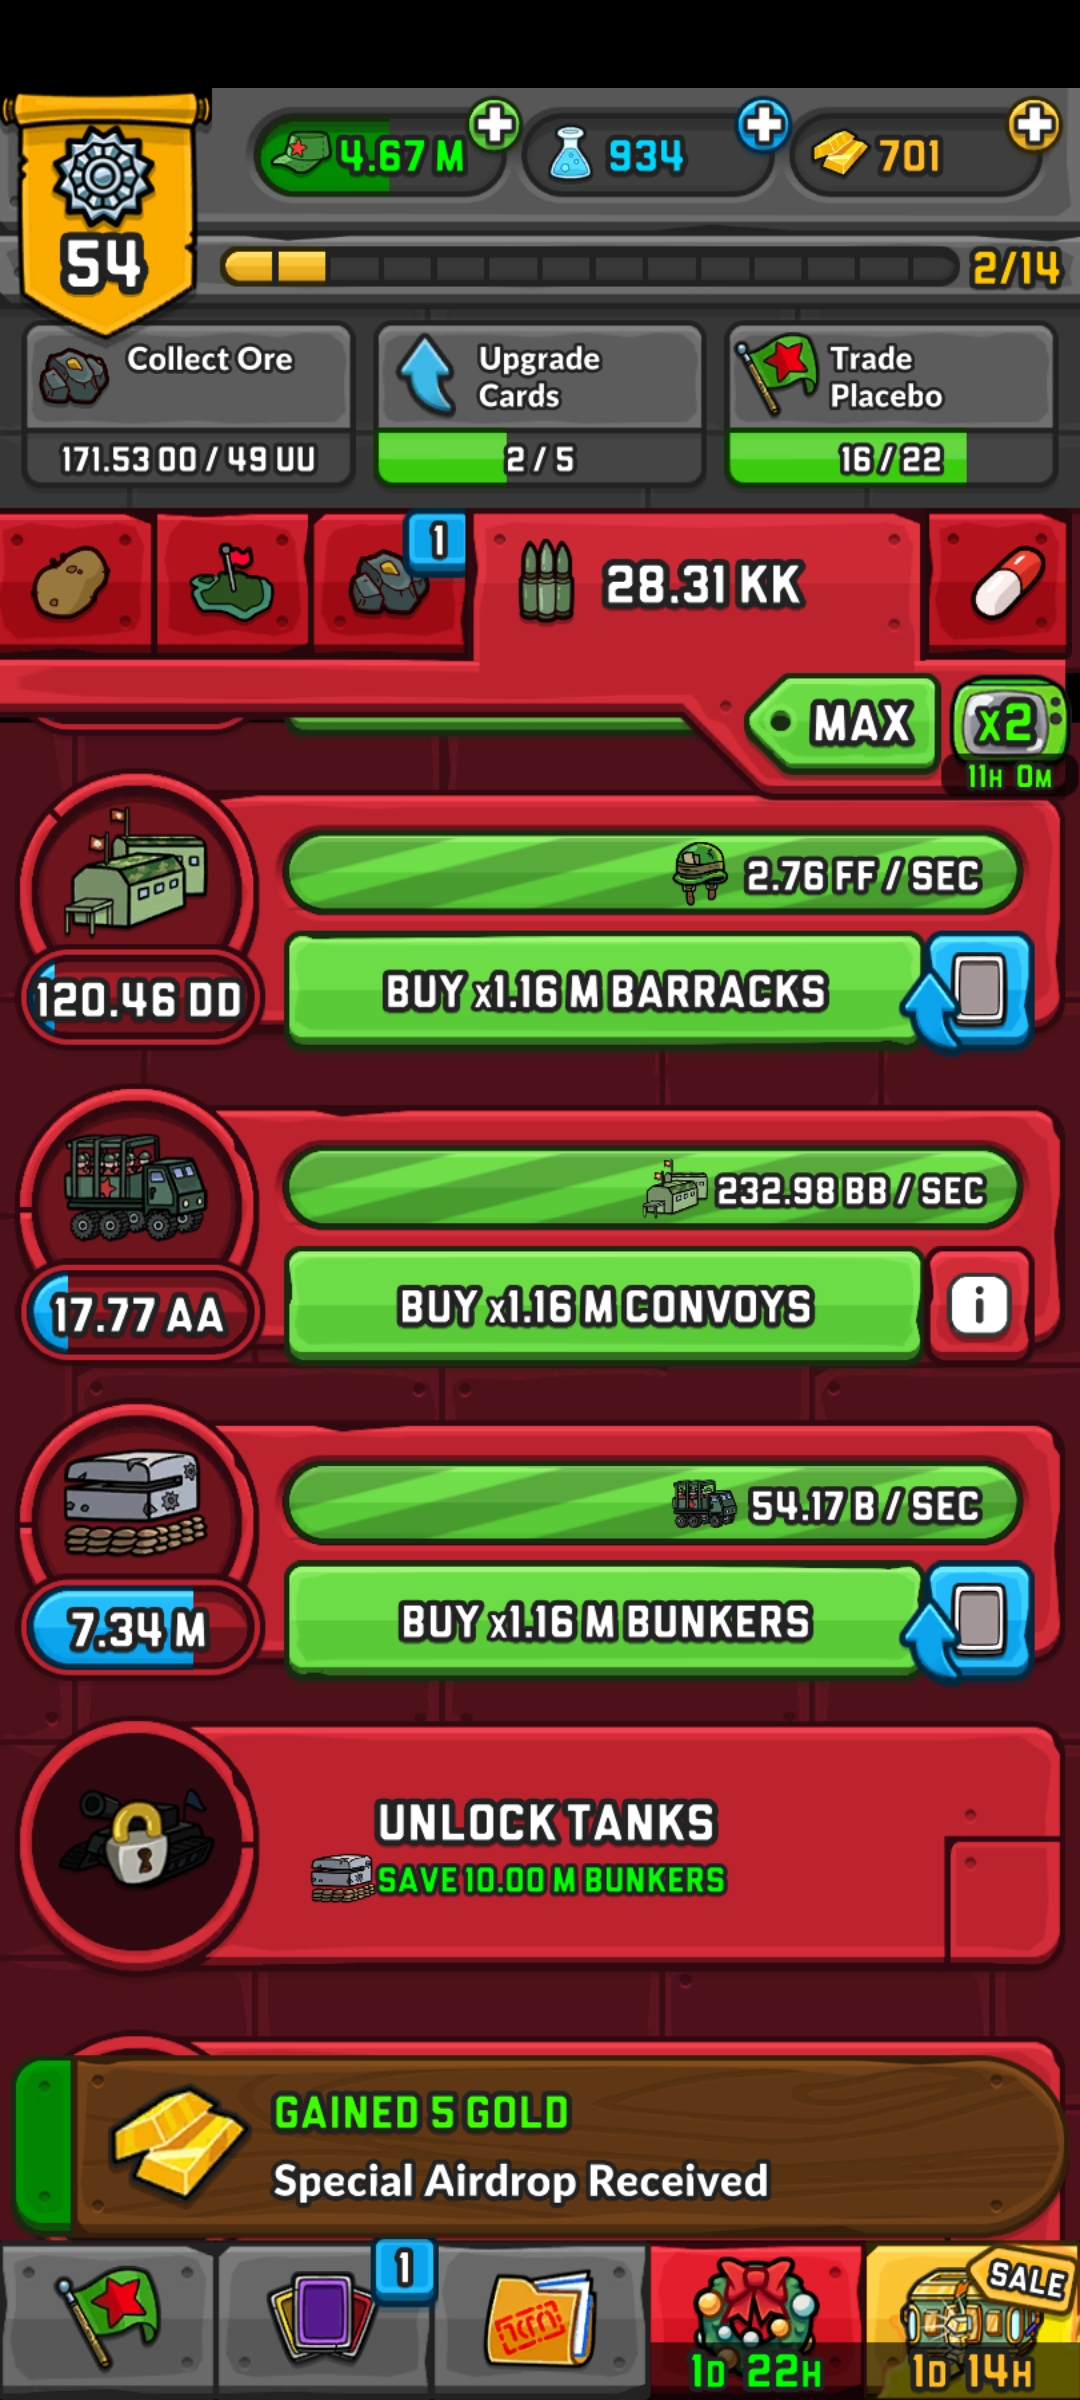 54
4.67 M
934
701
2/14
Collect Ore
171.53 OO / 49 UU
Upgrade
Cards
2 / 5
Trade
Placebo
16 / 22
1
28.31 KK
MAX
x2
11H 0M
2.76 FF / SEC
120.46 DD
BUY x1.16 M BARRACKS
232.98 BB / SEC
17.77 AA
BUY x1.16 M CONVOYS
i
54.17 B / SEC
7.34 M
BUY x1.16 M BUNKERS
UNLOCK TANKS
SAVE 10.00 M BUNKERS
GAINED 5 GOLD
Special Airdrop Received
1
SALE
1D 22H
1D 14H